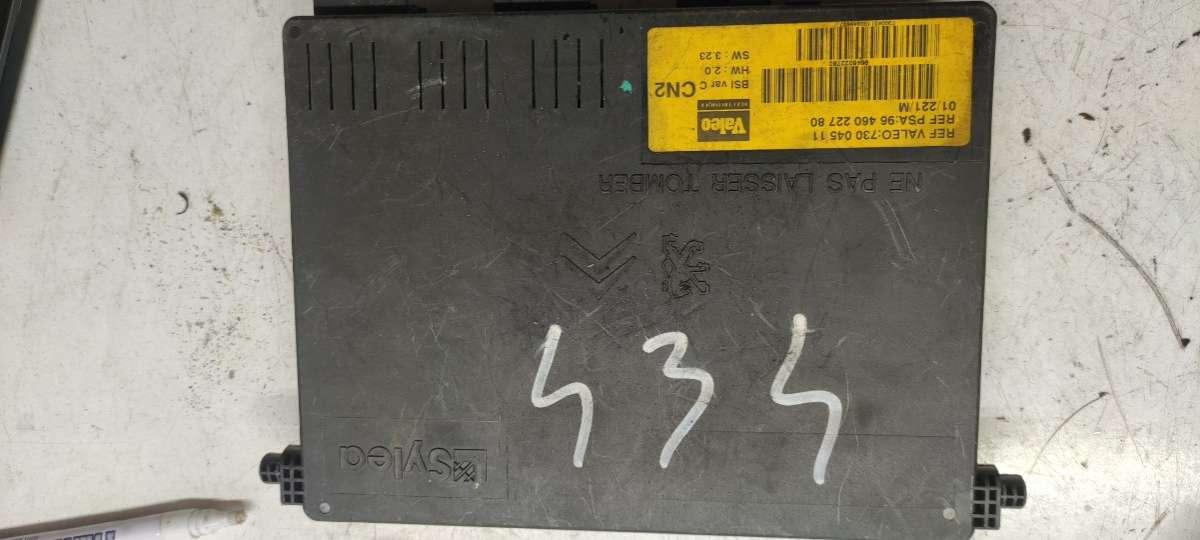 REF VALEO:730 045 11
REF PSA:96 460 227 80
01/221/M
Valeo
BSI var C CN2
HW : 2.0
SW : 3.23
NE PAS LAISSER TOMBER
434
Sylea